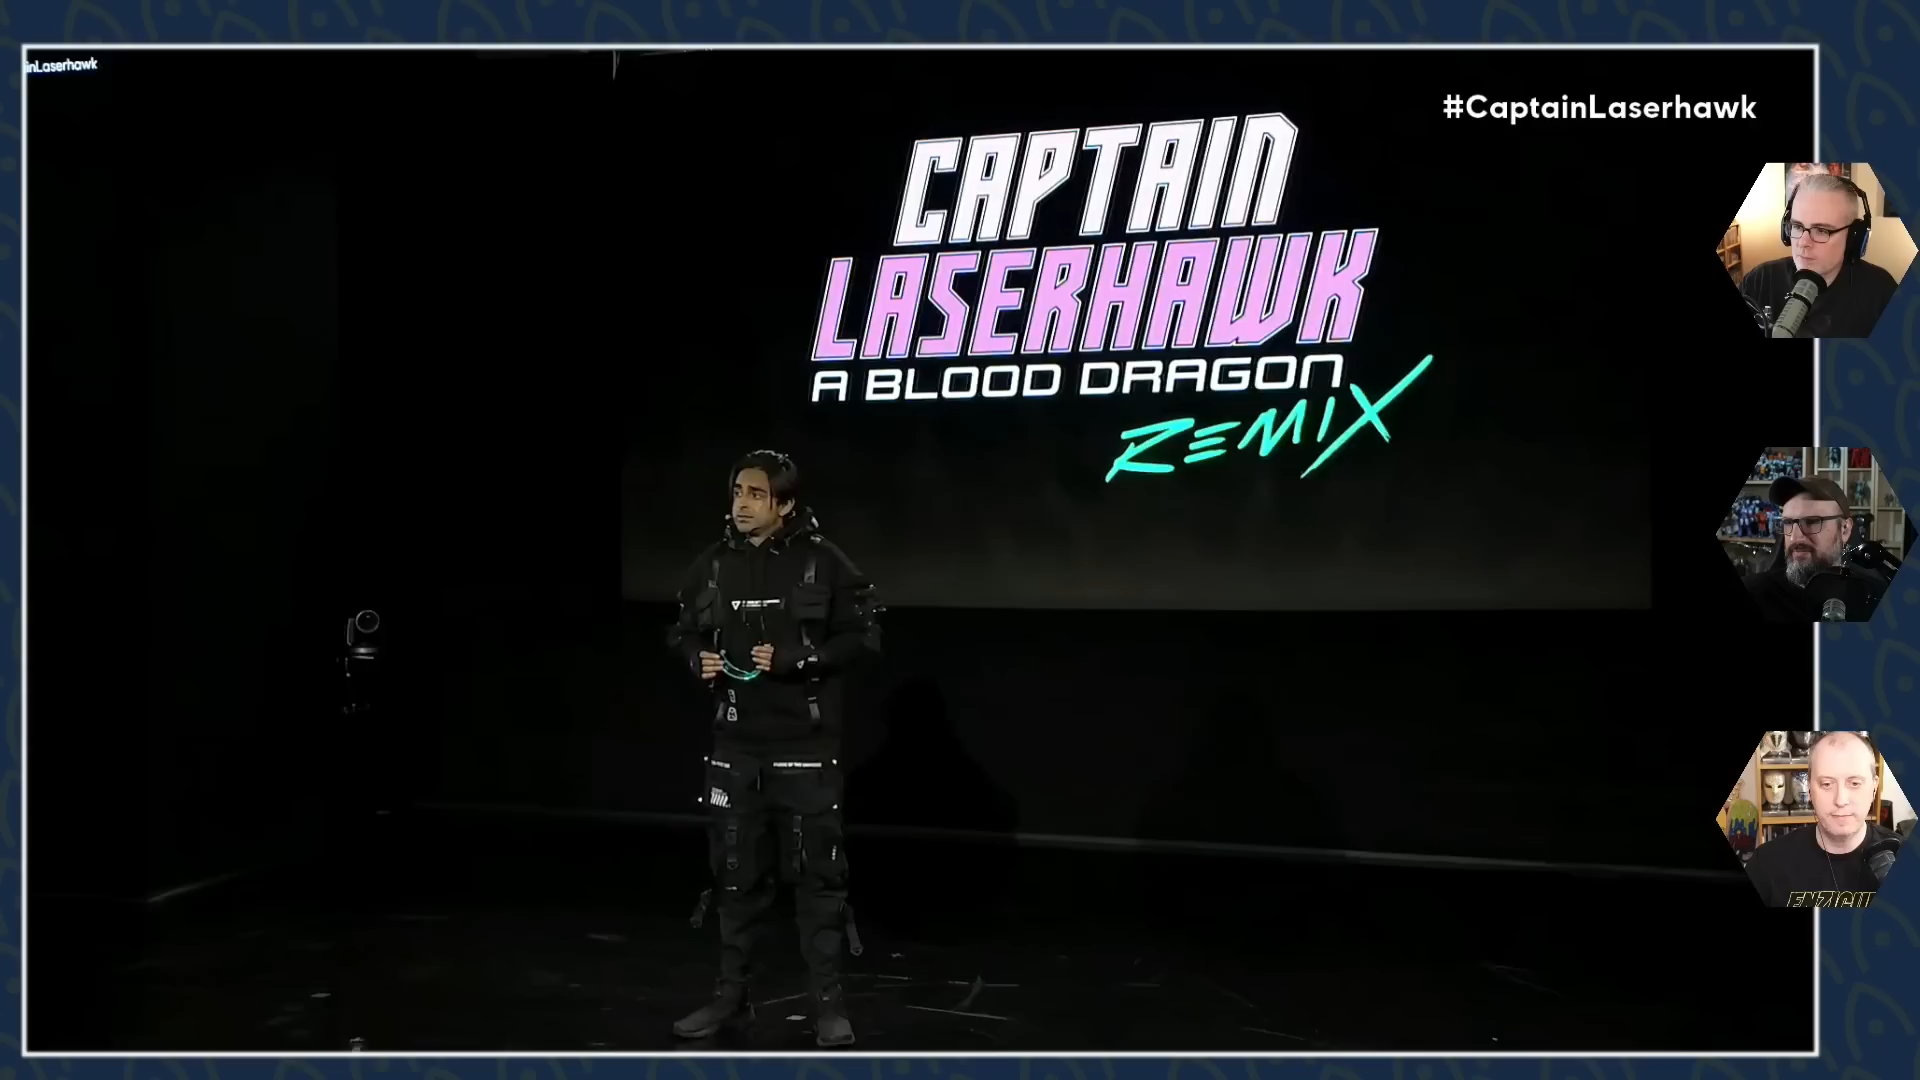 inLaserhawk
#CaptainLaserhawk
CAPTAIN
LASERHAWK
A BLOOD DRAGON
REMIX